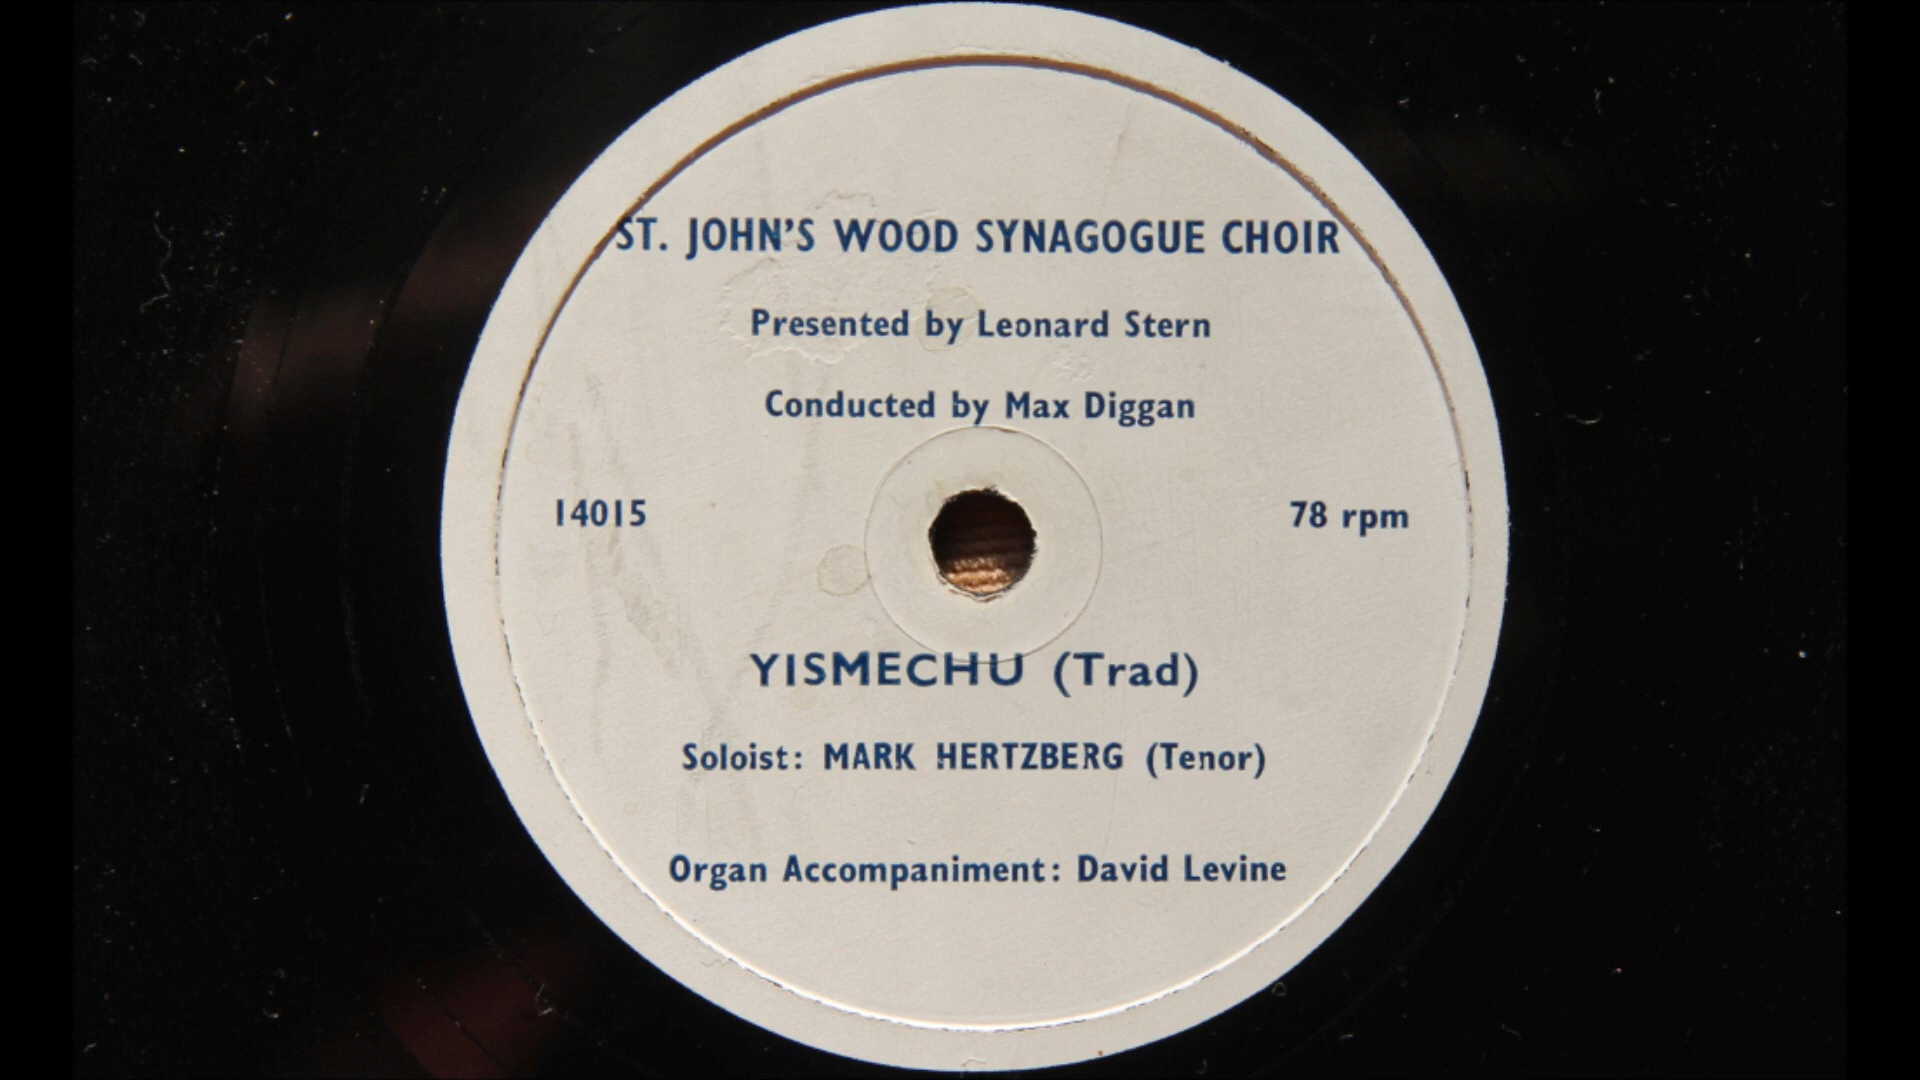 ST. JOHN'S WOOD SYNAGOGUE CHOIR
Presented by Leonard Stern
Conducted by Max Diggan
14015 78 rpm
YISMECHU (Trad)
Soloist: MARK HERTZBERG (Tenor)
Organ Accompaniment: David Levine